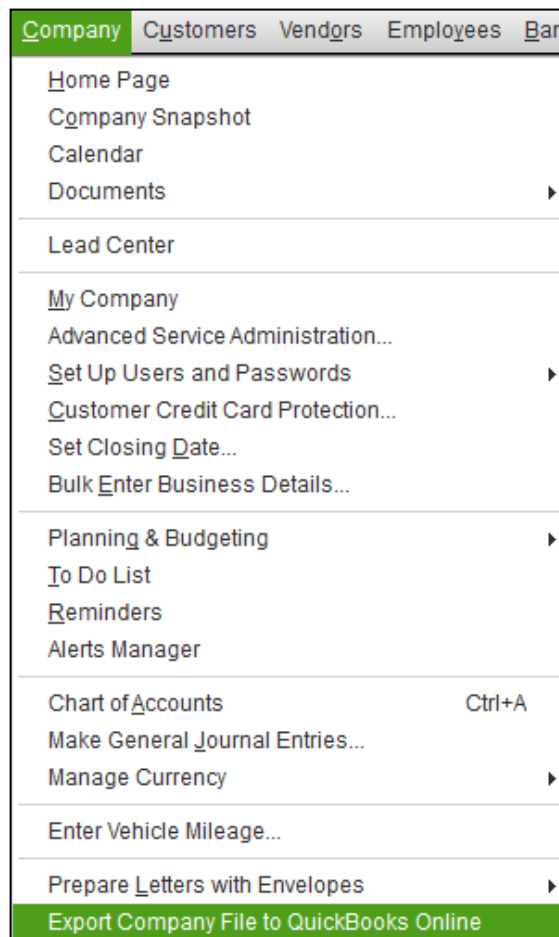 Company Customers Vendors Employees Ban
Home Page
Company Snapshot
Calendar
Documents
Lead Center
My Company
Advanced Service Administration...
Set Up Users and Passwords
Customer Credit Card Protection...
Set Closing Date...
Bulk Enter Business Details...
Planning & Budgeting
To Do List
Reminders
Alerts Manager
Chart of Accounts Ctrl+A
Make General Journal Entries...
Manage Currency
Enter Vehicle Mileage...
Prepare Letters with Envelopes
Export Company File to QuickBooks Online